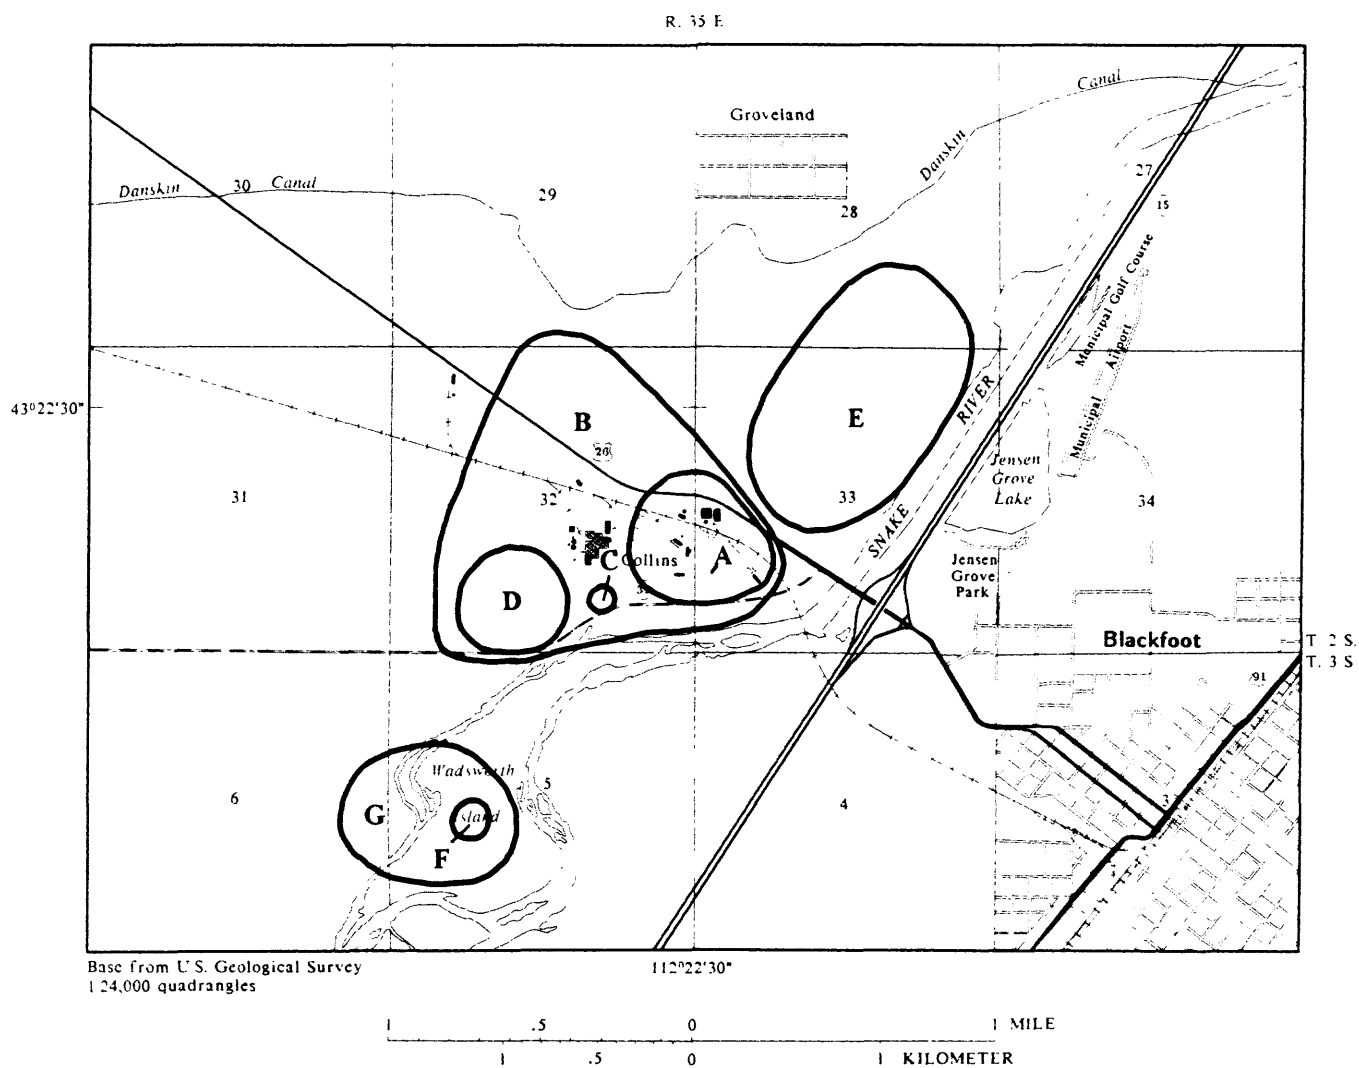 R. 35 E
Canal
Groveland
Danskin
27
Danskin
30
Canal
29
28
15
Municipal Golf Course
Airport
Municipal
43°22'30"
B
E
RIVER
26
Jensen
Grove
Lake
31
32
33
34
SNAKE
C
Collins
A
Jensen
Grove
Park
D
Blackfoot
T. 2 S.
T. 3 S
91
Wadsworth
6
5
4
3
G
Island
F
Base from U.S. Geological Survey
1:24,000 quadrangles
112°22'30"
1 .5 0 1 MILE
1 .5 0 1 KILOMETER